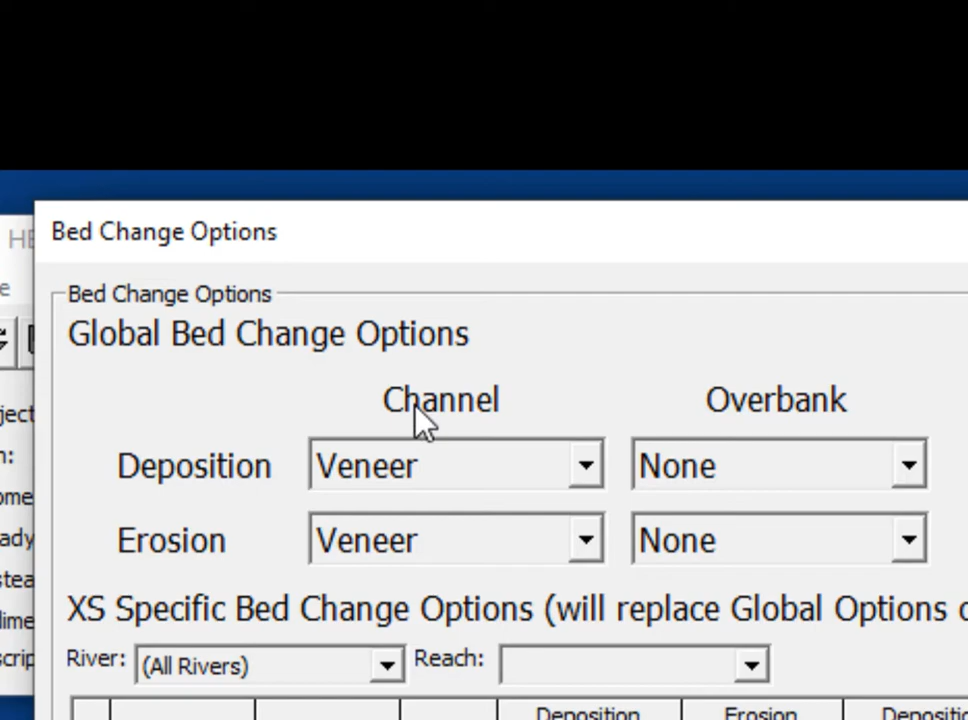 Bed Change Options
HE
e
Bed Change Options
Global Bed Change Options
Channel Overbank
Deposition Veneer None
Erosion Veneer None
XS Specific Bed Change Options (will replace Global Options
River: (All Rivers) Reach:
Deposition Erosion